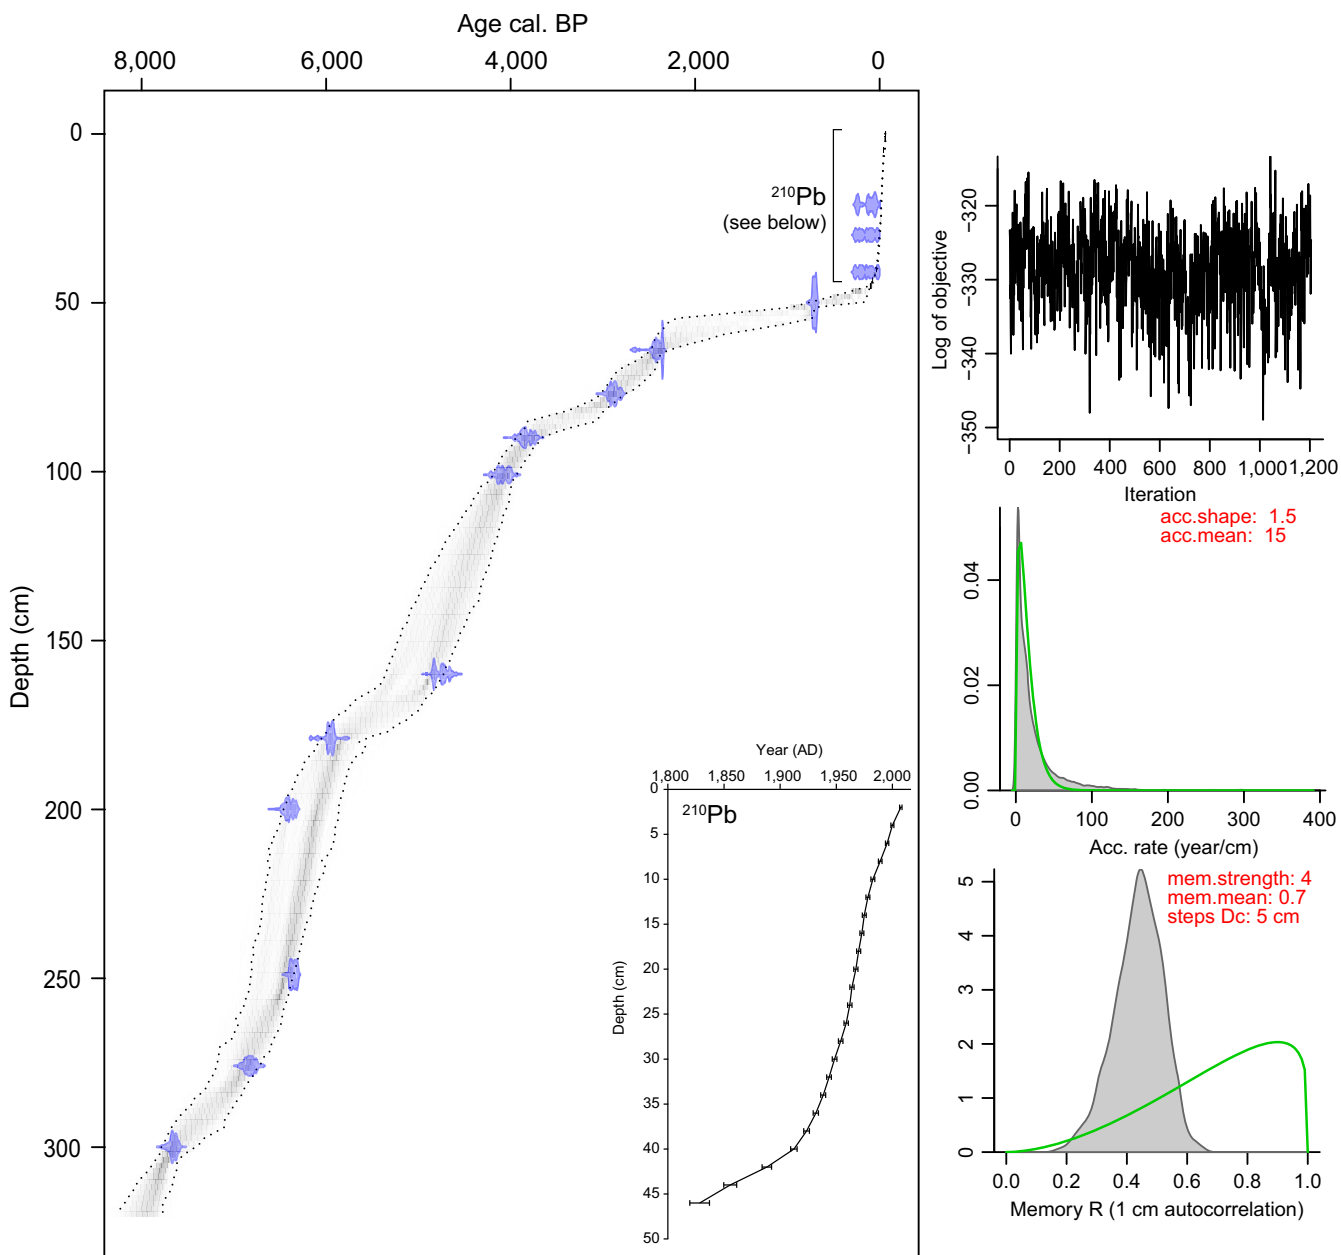 Age cal. BP
8,000 6,000 4,000 2,000 0
0
50
100
150
200
250
300
Depth (cm)
210Pb
(see below)
Year (AD)
1,800 1,850 1,900 1,950 2,000
210Pb
0
5
10
15
20
25
30
35
40
45
50
Depth (cm)
Log of objective
-320
-330
-340
-350
0 200 400 600 800 1,000 1,200
Iteration
acc.shape: 1.5
acc.mean: 15
0.04
0.02
0.00
0 100 200 300 400
Acc. rate (year/cm)
mem.strength: 4
mem.mean: 0.7
steps Dc: 5 cm
5
4
3
2
1
0
0.0 0.2 0.4 0.6 0.8 1.0
Memory R (1 cm autocorrelation)